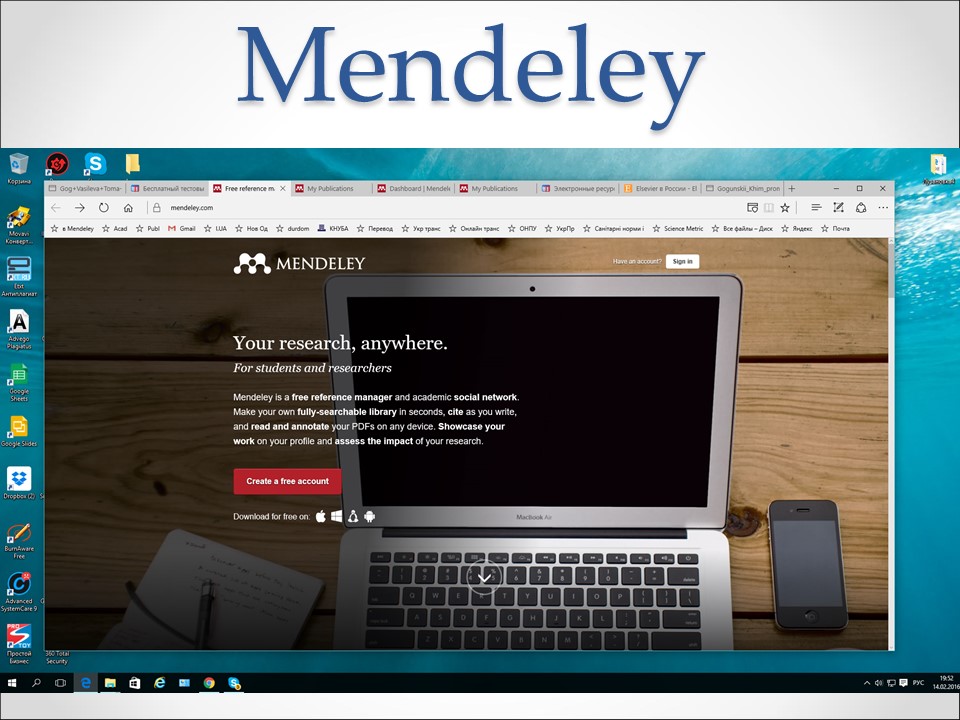 Mendeley
Корзина
Gog+Vasileva+Toma-
Бесплатный тестовы
Free reference m
My Publications
Dashboard | Mendele
My Publications
Электронные ресур
Elsevier в России - El
Gogunskii_Khim_pron
mendeley.com
в Mendeley
Acad
Publ
Gmail
I.UA
Нов Од
durdom
КНУБА
Перевод
Укр транс
Онлайн транс
ОНПУ
УкрПр
Санітарні норми і
Science Metric
Все файлы – Диск
Яндекс
Почта
Movavi
Конверт...
Etxt
Антиплагиат
Advego
Plagiatus
Google
Sheets
Google Slides
Dropbox (2)
BurnAware
Free
Advanced
SystemCare 9
Простой
Бизнес
360 Total
Security
MENDELEY
Have an account?
Sign in
Your research, anywhere.
For students and researchers
Mendeley is a free reference manager and academic social network.
Make your own fully-searchable library in seconds, cite as you write,
and read and annotate your PDFs on any device. Showcase your
work on your profile and assess the impact of your research.
Create a free account
Download for free on:
MacBook Air
РУС
19:52
14.02.2016